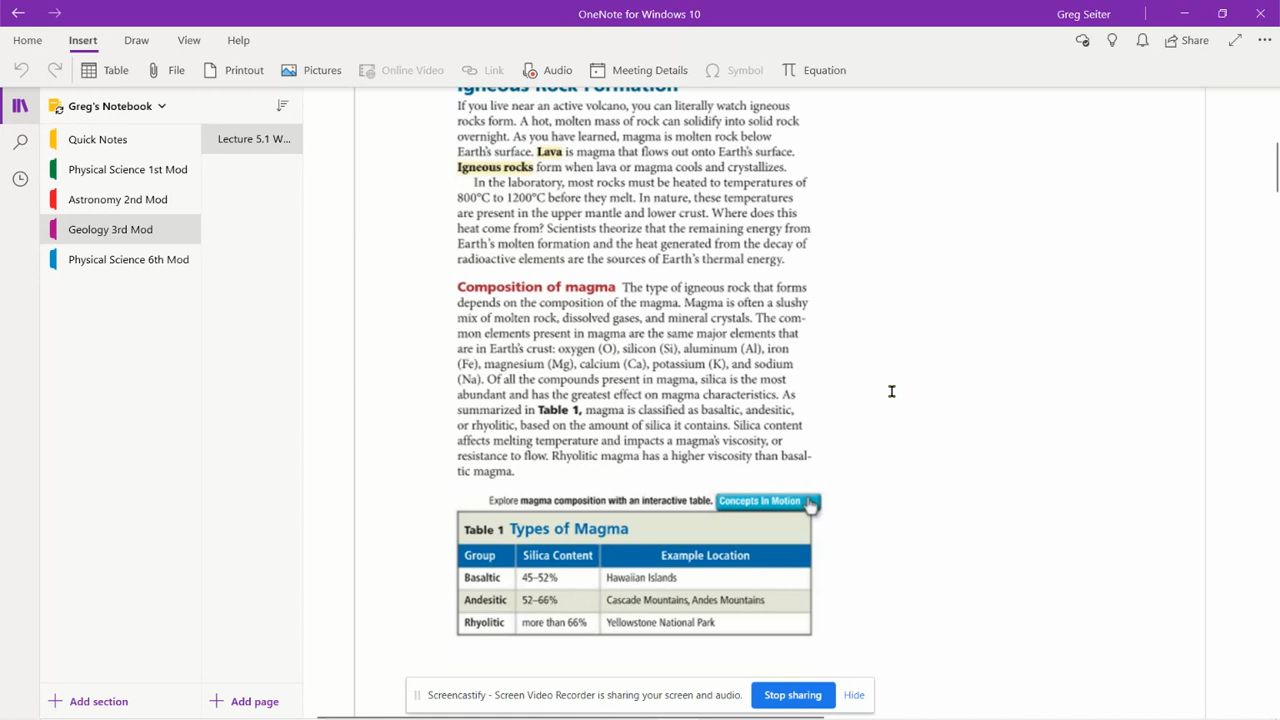 OneNote for Windows 10
Greg Seiter
Home
Insert
Draw
View
Help
Share
Table
File
Printout
Pictures
Online Video
Link
Audio
Meeting Details
Symbol
Equation
Greg's Notebook
Quick Notes
Physical Science 1st Mod
Astronomy 2nd Mod
Geology 3rd Mod
Physical Science 6th Mod
Lecture 5.1 W...
Igneous Rock Formation
If you live near an active volcano, you can literally watch igneous
rocks form. A hot, molten mass of rock can solidify into solid rock
overnight. As you have learned, magma is molten rock below
Earth's surface. Lava is magma that flows out onto Earth's surface.
Igneous rocks form when lava or magma cools and crystallizes.
In the laboratory, most rocks must be heated to temperatures of
800°C to 1200°C before they melt. In nature, these temperatures
are present in the upper mantle and lower crust. Where does this
heat come from? Scientists theorize that the remaining energy from
Earth's molten formation and the heat generated from the decay of
radioactive elements are the sources of Earth's thermal energy.
Composition of magma The type of igneous rock that forms
depends on the composition of the magma. Magma is often a slushy
mix of molten rock, dissolved gases, and mineral crystals. The com-
mon elements present in magma are the same major elements that
are in Earth's crust: oxygen (O), silicon (Si), aluminum (Al), iron
(Fe), magnesium (Mg), calcium (Ca), potassium (K), and sodium
(Na). Of all the compounds present in magma, silica is the most
abundant and has the greatest effect on magma characteristics. As
summarized in Table 1, magma is classified as basaltic, andesitic,
or rhyolitic, based on the amount of silica it contains. Silica content
affects melting temperature and impacts a magma's viscosity, or
resistance to flow. Rhyolitic magma has a higher viscosity than basal-
tic magma.
Explore magma composition with an interactive table. Concepts In Motion
Table 1 Types of Magma
Group Silica Content Example Location
Basaltic 45–52% Hawaiian Islands
Andesitic 52–66% Cascade Mountains, Andes Mountains
Rhyolitic more than 66% Yellowstone National Park
Add section
Add page
Screencastify - Screen Video Recorder is sharing your screen and audio.
Stop sharing
Hide